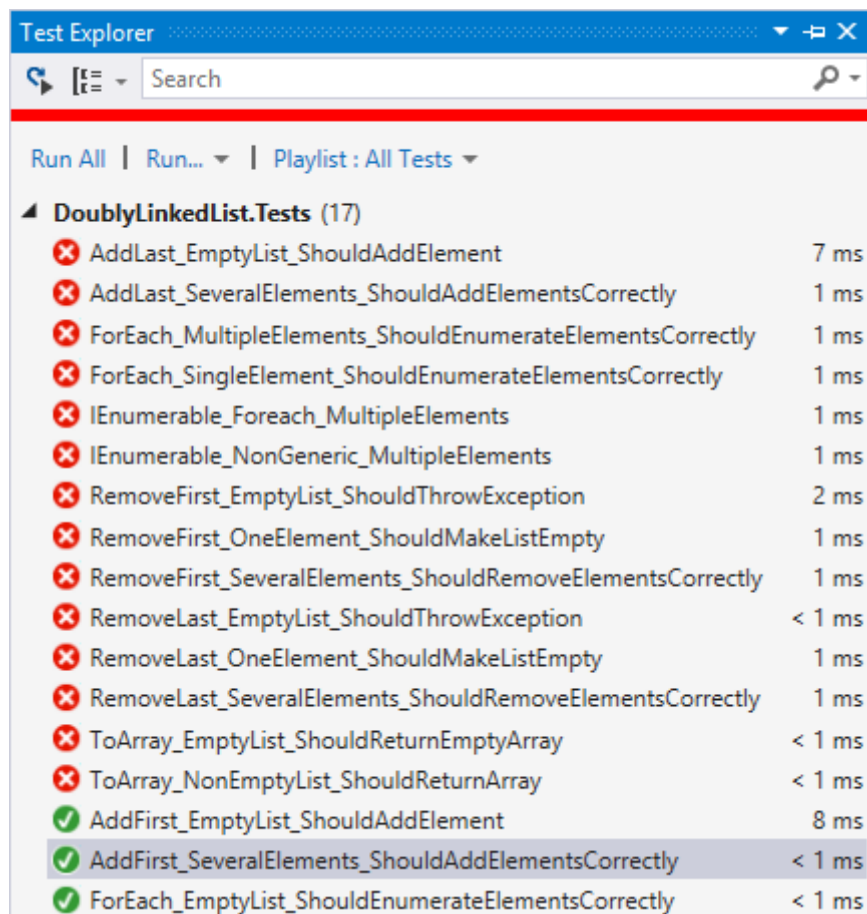 Test Explorer
Search
Run All | Run... | Playlist : All Tests
DoublyLinkedList.Tests (17)
AddLast_EmptyList_ShouldAddElement 7 ms
AddLast_SeveralElements_ShouldAddElementsCorrectly 1 ms
ForEach_MultipleElements_ShouldEnumerateElementsCorrectly 1 ms
ForEach_SingleElement_ShouldEnumerateElementsCorrectly 1 ms
IEnumerable_Foreach_MultipleElements 1 ms
IEnumerable_NonGeneric_MultipleElements 1 ms
RemoveFirst_EmptyList_ShouldThrowException 2 ms
RemoveFirst_OneElement_ShouldMakeListEmpty 1 ms
RemoveFirst_SeveralElements_ShouldRemoveElementsCorrectly 1 ms
RemoveLast_EmptyList_ShouldThrowException < 1 ms
RemoveLast_OneElement_ShouldMakeListEmpty 1 ms
RemoveLast_SeveralElements_ShouldRemoveElementsCorrectly 1 ms
ToArray_EmptyList_ShouldReturnEmptyArray < 1 ms
ToArray_NonEmptyList_ShouldReturnArray < 1 ms
AddFirst_EmptyList_ShouldAddElement 8 ms
AddFirst_SeveralElements_ShouldAddElementsCorrectly < 1 ms
ForEach_EmptyList_ShouldEnumerateElementsCorrectly < 1 ms